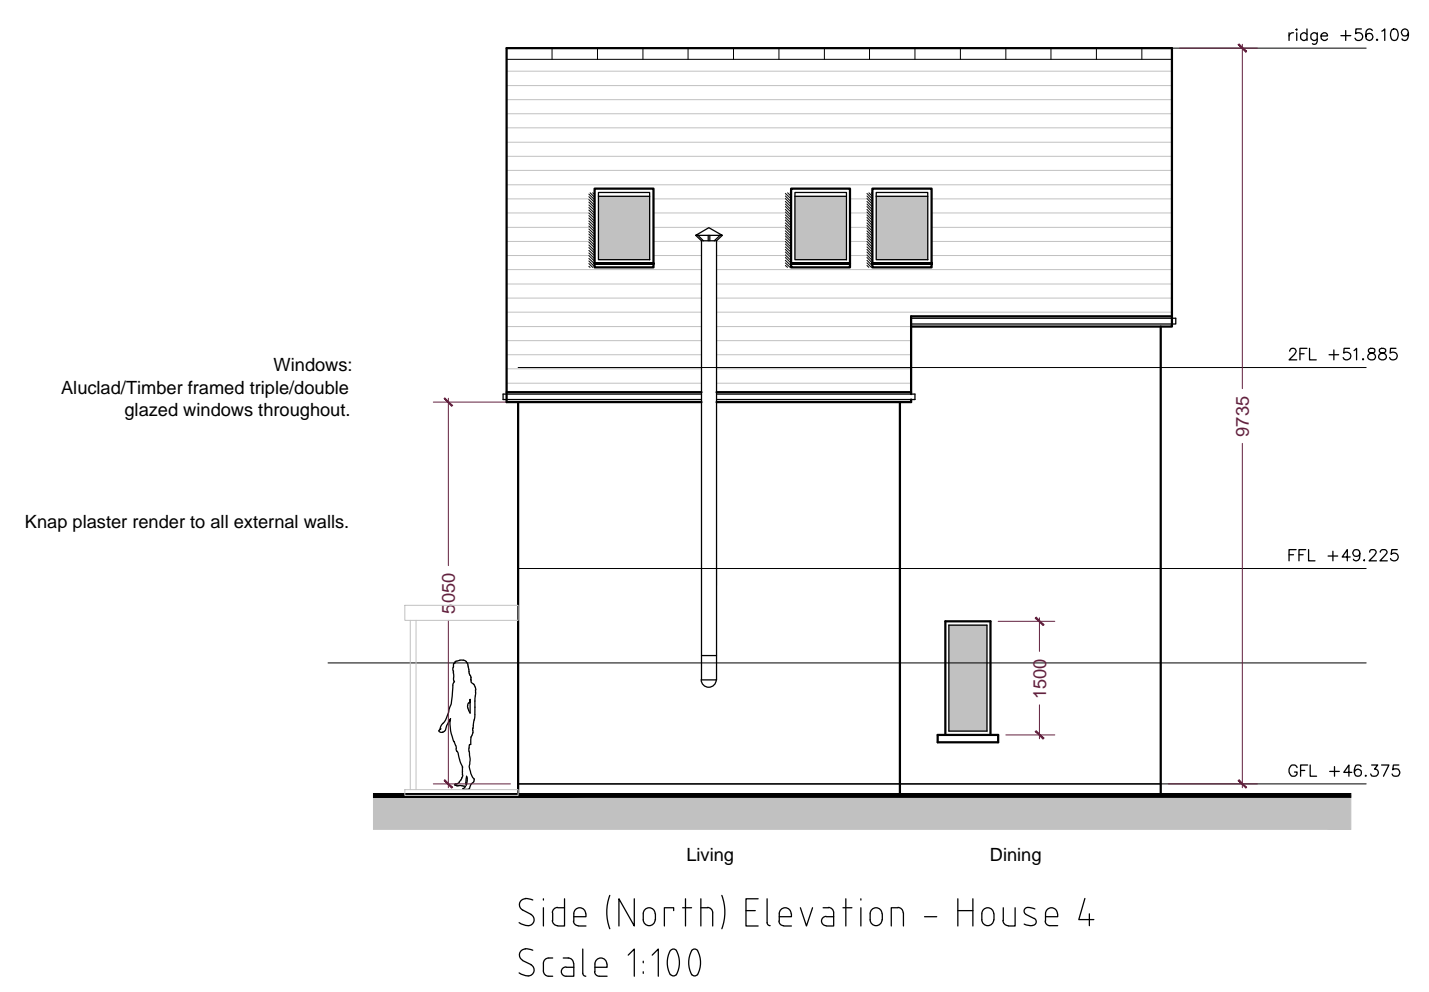 ridge +56.109
Windows:
Aluclad/Timber framed triple/double
glazed windows throughout.
2FL +51.885
9735
Knap plaster render to all external walls.
FFL +49.225
5050
1500
GFL +46.375
Living
Dining
Side (North) Elevation - House 4
Scale 1:100